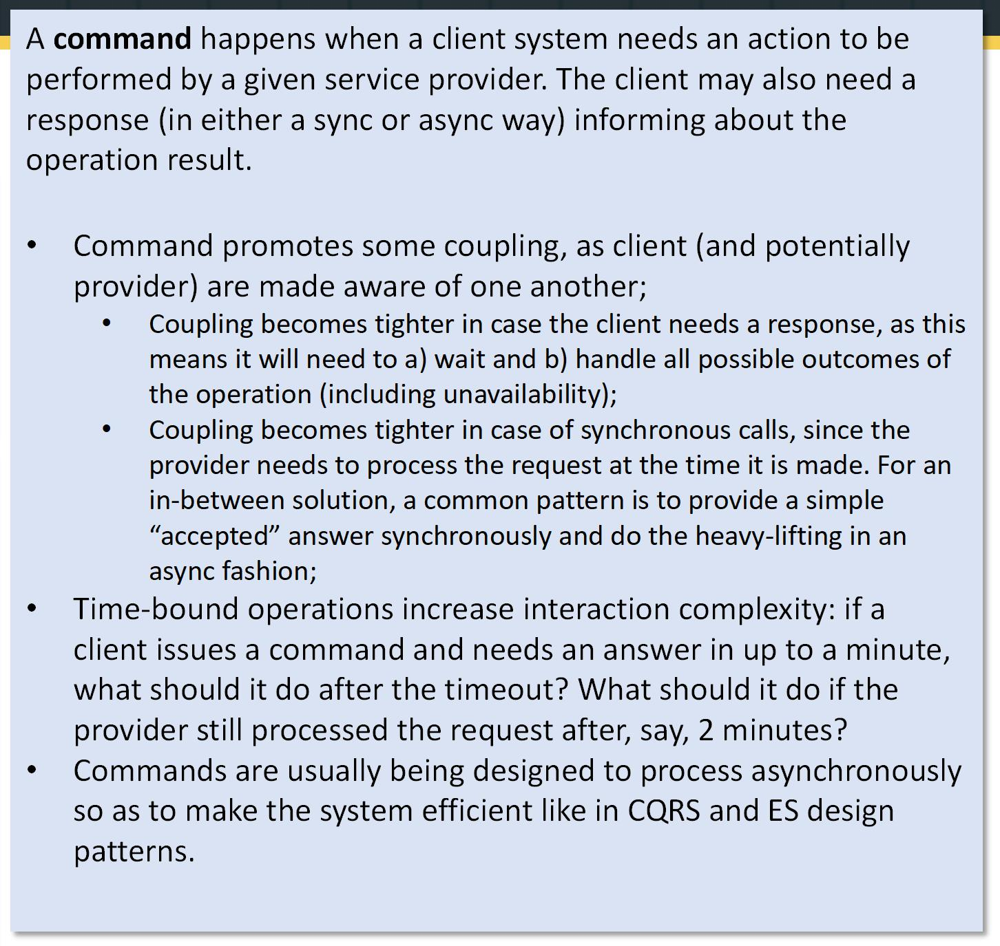 A command happens when a client system needs an action to be
performed by a given service provider. The client may also need a
response (in either a sync or async way) informing about the
operation result.
• Command promotes some coupling, as client (and potentially
provider) are made aware of one another;
• Coupling becomes tighter in case the client needs a response, as this
means it will need to a) wait and b) handle all possible outcomes of
the operation (including unavailability);
• Coupling becomes tighter in case of synchronous calls, since the
provider needs to process the request at the time it is made. For an
in-between solution, a common pattern is to provide a simple
“accepted” answer synchronously and do the heavy-lifting in an
async fashion;
• Time-bound operations increase interaction complexity: if a
client issues a command and needs an answer in up to a minute,
what should it do after the timeout? What should it do if the
provider still processed the request after, say, 2 minutes?
• Commands are usually being designed to process asynchronously
so as to make the system efficient like in CQRS and ES design
patterns.